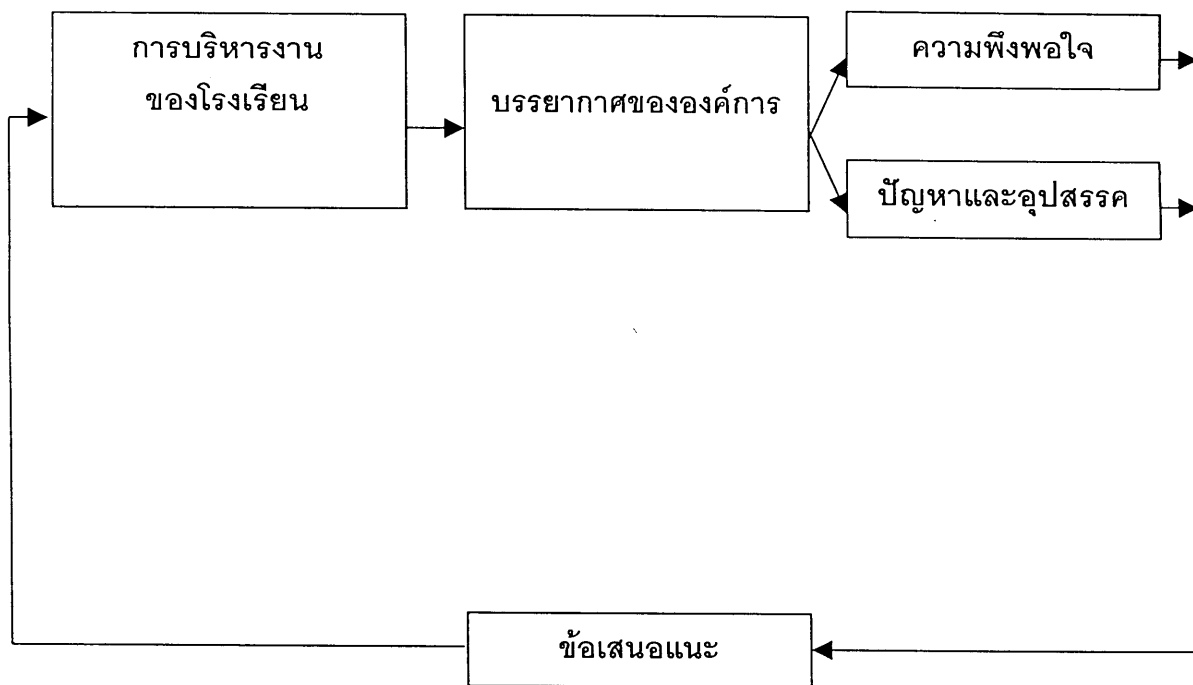 การบริหารงาน
ของโรงเรียน
บรรยากาศขององค์การ
ความพึงพอใจ
ปัญหาและอุปสรรค
ข้อเสนอแนะ